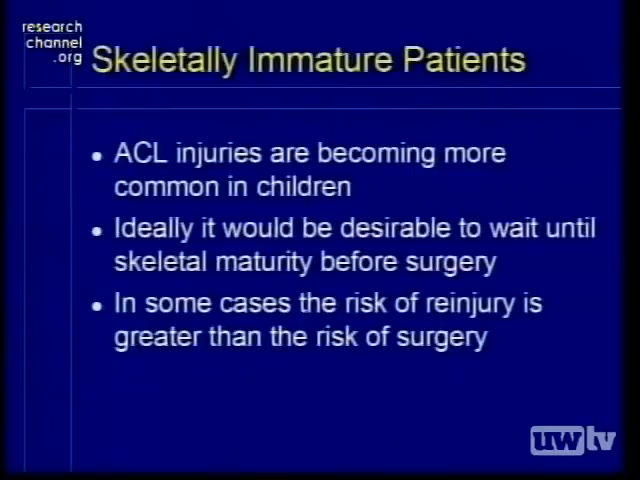 research
channel
.org
Skeletally Immature Patients
• ACL injuries are becoming more
common in children
• Ideally it would be desirable to wait until
skeletal maturity before surgery
• In some cases the risk of reinjury is
greater than the risk of surgery
uwtv